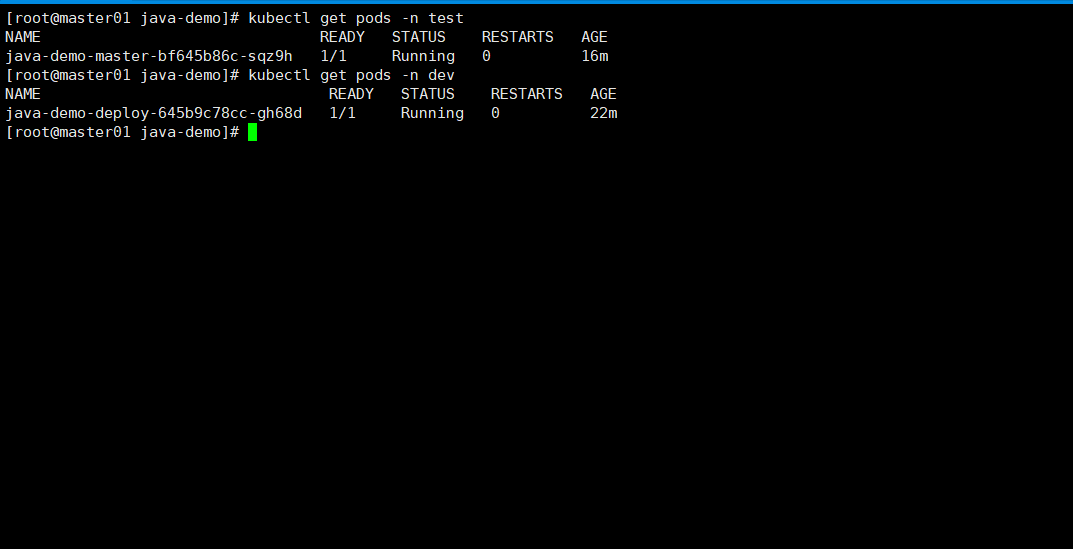 [root@master01 java-demo]# kubectl get pods -n test
NAME                               READY   STATUS    RESTARTS   AGE
java-demo-master-bf645b86c-sqz9h   1/1     Running   0          16m
[root@master01 java-demo]# kubectl get pods -n dev
NAME                                READY   STATUS    RESTARTS   AGE
java-demo-deploy-645b9c78cc-gh68d   1/1     Running   0          22m
[root@master01 java-demo]#